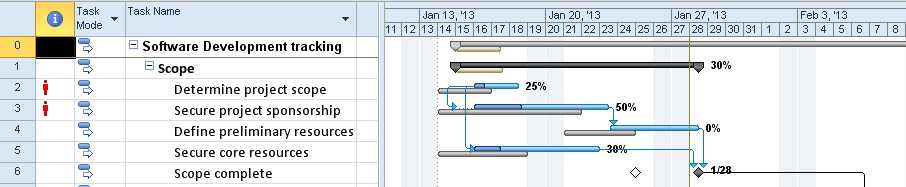 Task Mode Task Name Jan 13, '13 Jan 20, '13 Jan 27, '13 Feb 3, '13
11 12 13 14 15 16 17 18 19 20 21 22 23 24 25 26 27 28 29 30 31 1 2 3 4 5 6 7 8
0 Software Development tracking
1 Scope 30%
2 Determine project scope 25%
3 Secure project sponsorship 50%
4 Define preliminary resources 0%
5 Secure core resources 30%
6 Scope complete 1/28